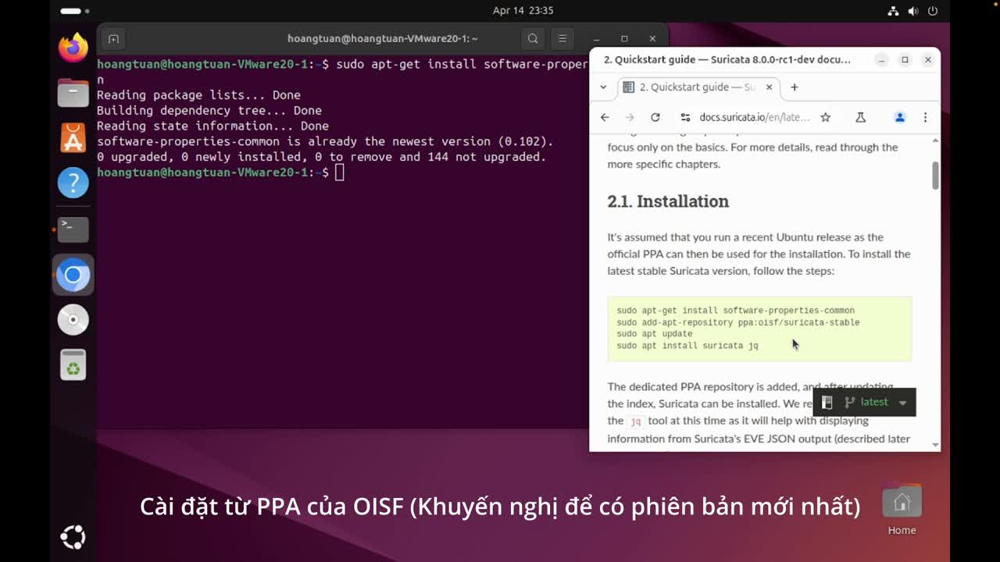 Apr 14 23:35
hoangtuan@hoangtuan-VMware20-1: ~
hoangtuan@hoangtuan-VMware20-1:~$ sudo apt-get install software-proper
n
Reading package lists... Done
Building dependency tree... Done
Reading state information... Done
software-properties-common is already the newest version (0.102).
0 upgraded, 0 newly installed, 0 to remove and 144 not upgraded.
hoangtuan@hoangtuan-VMware20-1:~$
2. Quickstart guide — Suricata 8.0.0-rc1-dev docu...
2. Quickstart guide — Su
docs.suricata.io/en/late...
focus only on the basics. For more details, read through the
more specific chapters.
2.1. Installation
It's assumed that you run a recent Ubuntu release as the
official PPA can then be used for the installation. To install the
latest stable Suricata version, follow the steps:
sudo apt-get install software-properties-common
sudo add-apt-repository ppa:oisf/suricata-stable
sudo apt update
sudo apt install suricata jq
The dedicated PPA repository is added, and after updating
the index, Suricata can be installed. We re
latest
the jq tool at this time as it will help with displaying
information from Suricata's EVE JSON output (described later
Cài đặt từ PPA của OISF (Khuyến nghị để có phiên bản mới nhất)
Home